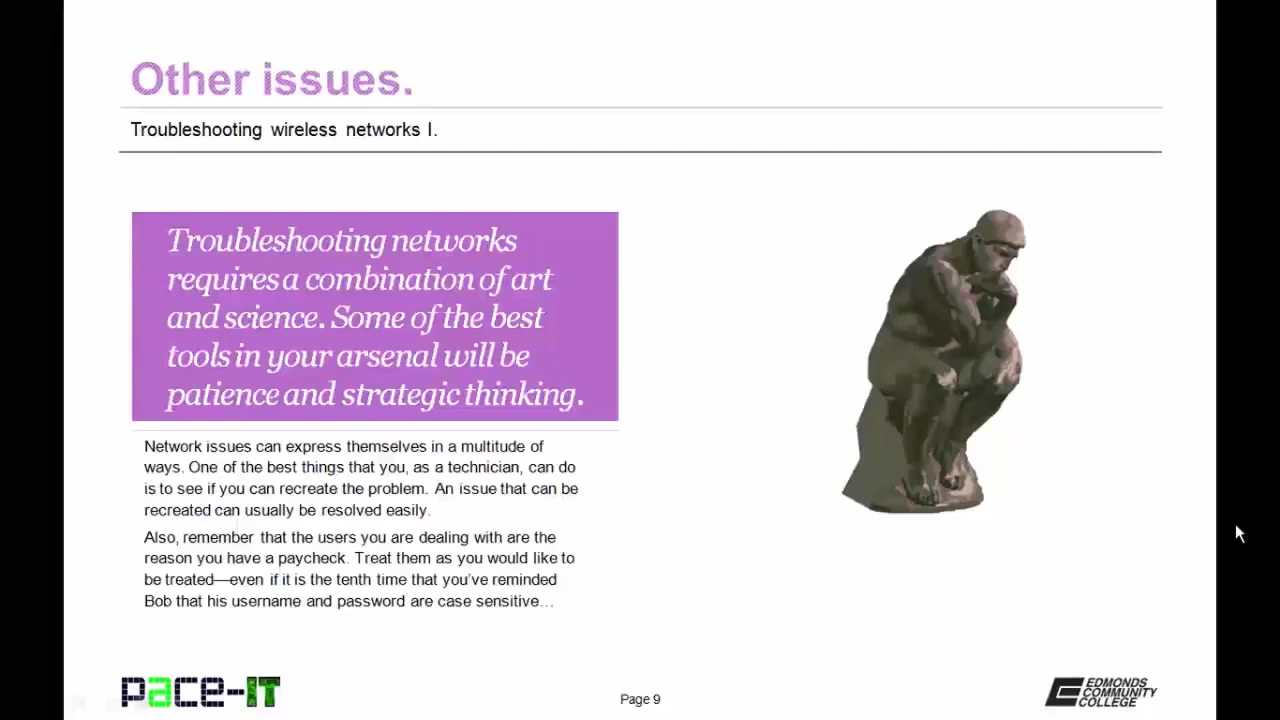 Other issues.
Troubleshooting wireless networks I.
Troubleshooting networks
requires a combination of art
and science. Some of the best
tools in your arsenal will be
patience and strategic thinking.
Network issues can express themselves in a multitude of
ways. One of the best things that you, as a technician, can do
is to see if you can recreate the problem. An issue that can be
recreated can usually be resolved easily.
Also, remember that the users you are dealing with are the
reason you have a paycheck. Treat them as you would like to
be treated—even if it is the tenth time that you've reminded
Bob that his username and password are case sensitive…
pace-IT
Page 9
EDMONDS
COMMUNITY
COLLEGE